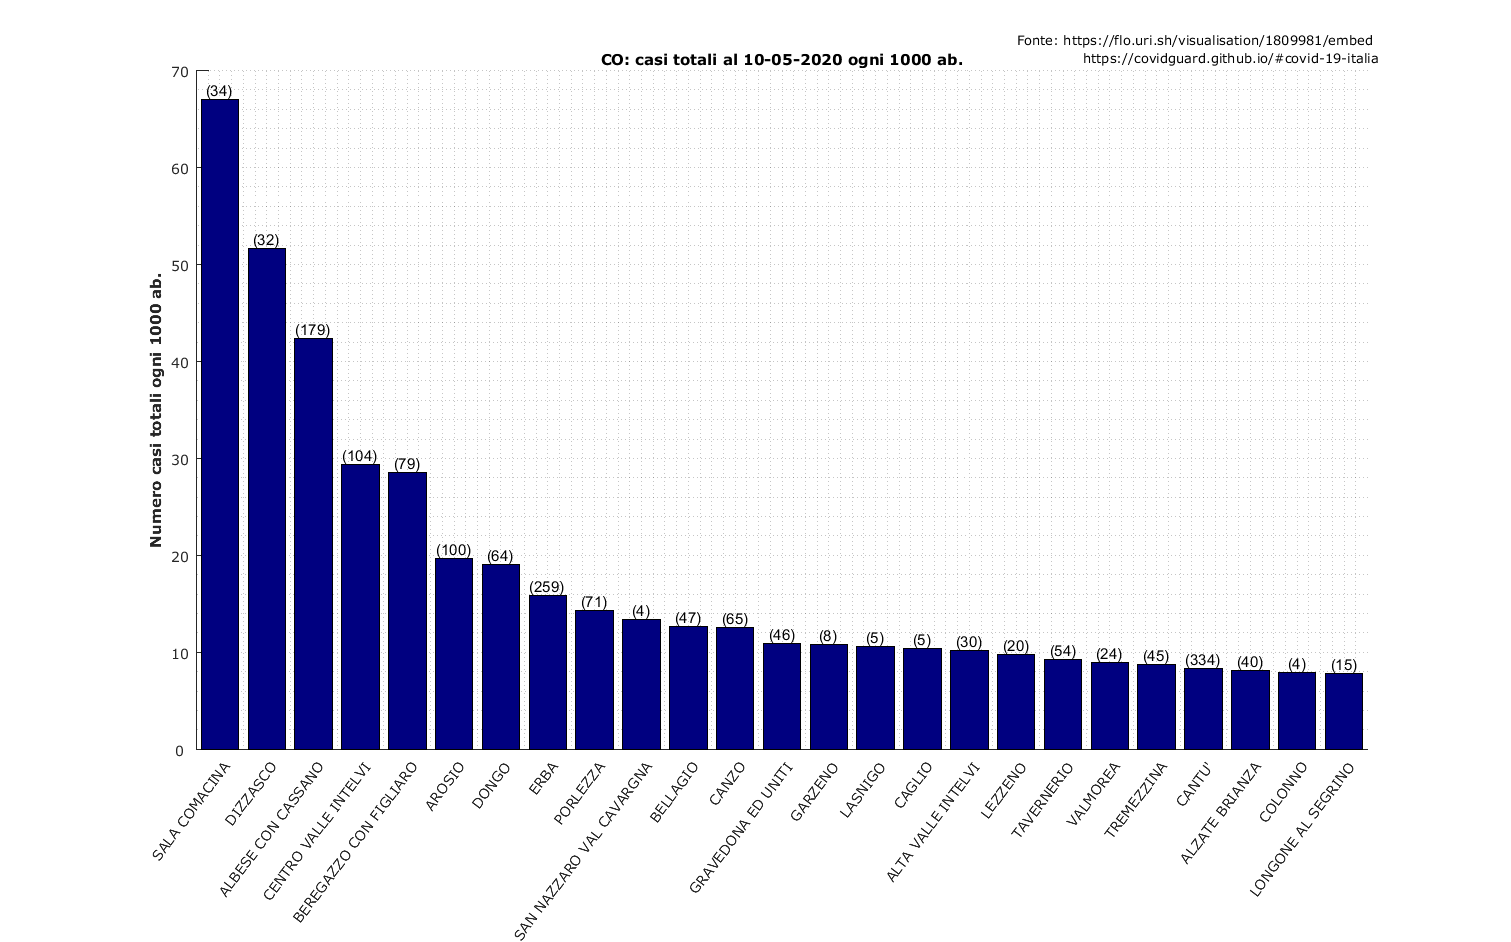 Fonte: https://flo.uri.sh/visualisation/1809981/embed
https://covidguard.github.io/#covid-19-italia
CO: casi totali al 10-05-2020 ogni 1000 ab.
Numero casi totali ogni 1000 ab.
70
60
50
40
30
20
10
0
(34)
(32)
(179)
(104)
(79)
(100)
(64)
(259)
(71)
(4)
(47)
(65)
(46)
(8)
(5)
(5)
(30)
(20)
(54)
(24)
(45)
(334)
(40)
(4)
(15)
SALA COMACINA
DIZZASCO
ALBESE CON CASSANO
CENTRO VALLE INTELVI
BEREGAZZO CON FIGLIARO
AROSIO
DONGO
ERBA
PORLEZZA
SAN NAZZARO VAL CAVARGNA
BELLAGIO
CANZO
GRAVEDONA ED UNITI
GARZENO
LASNIGO
CAGLIO
ALTA VALLE INTELVI
LEZZENO
TAVERNERIO
VALMOREA
TREMEZZINA
CANTU'
ALZATE BRIANZA
COLONNO
LONGONE AL SEGRINO